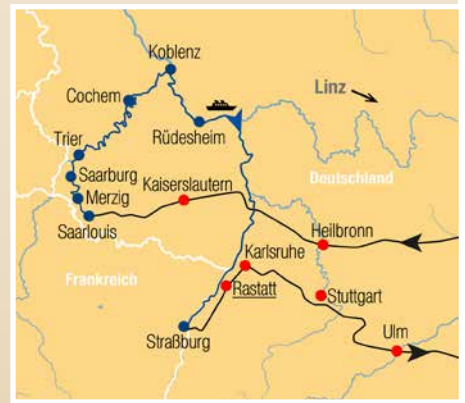 Koblenz
Linz
Cochem
Rüdesheim
Trier
Deutschland
Saarburg
Kaiserslautern
Merzig
Saarlouis
Heilbronn
Karlsruhe
Frankreich
Rastatt
Stuttgart
Straßburg
Ulm